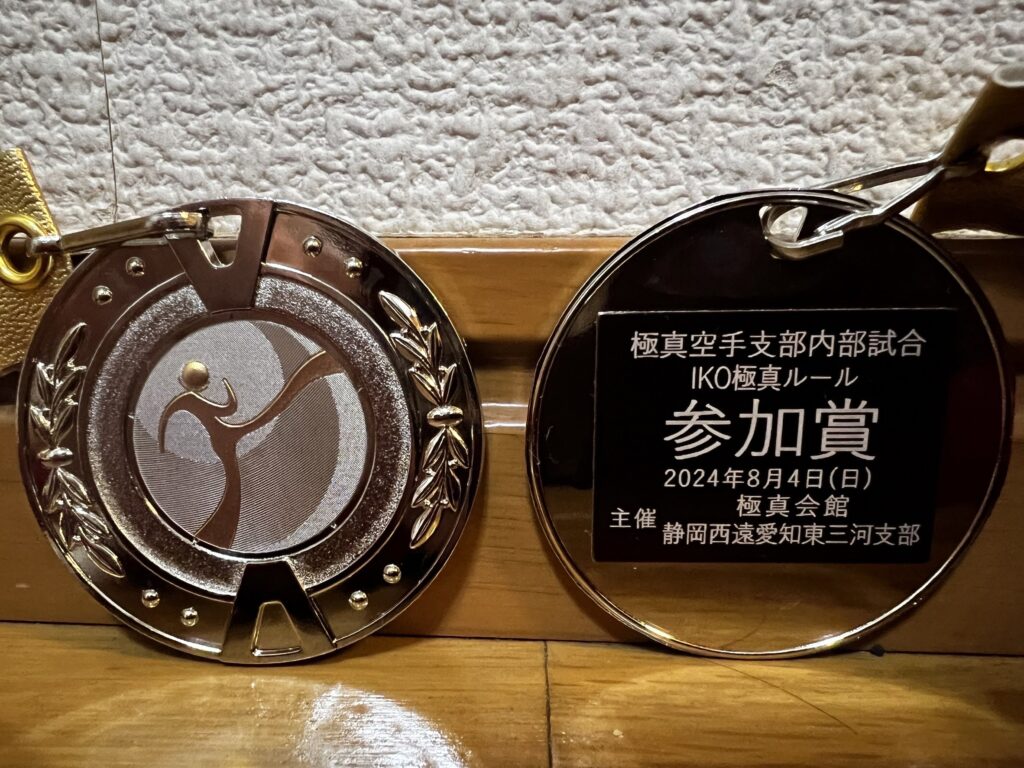 極真空手支部内部試合
IKO極真ルール
参加賞
2024年8月4日(日)
極真会館
主催
静岡西遠愛知東三河支部